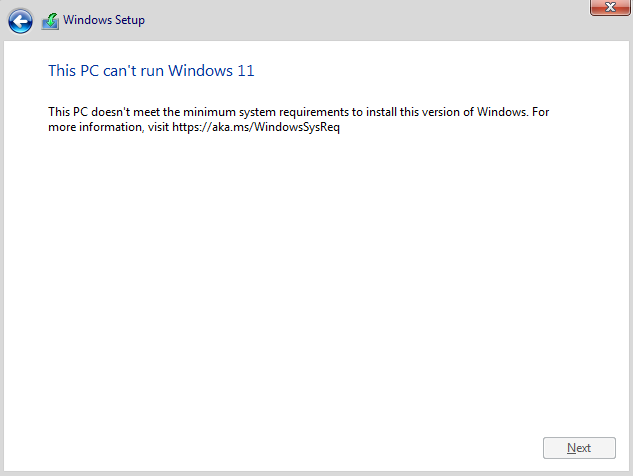 Windows Setup
This PC can't run Windows 11
This PC doesn't meet the minimum system requirements to install this version of Windows. For
more information, visit https://aka.ms/WindowsSysReq
Next